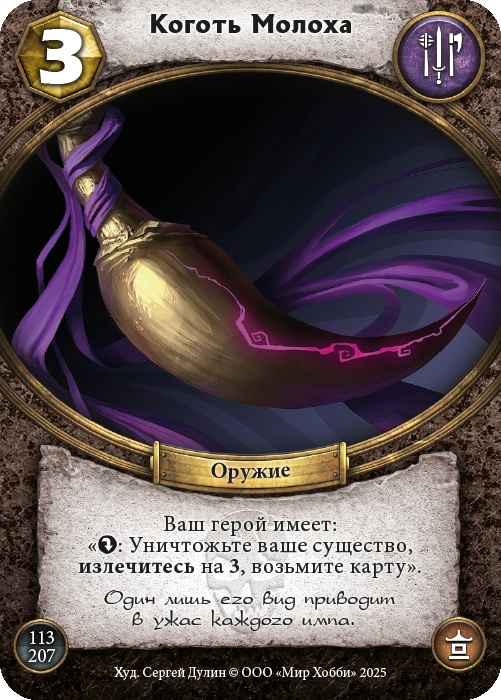 Коготь Молоха
3
Оружие
Ваш герой имеет:
«: Уничтожьте ваше существо,
излечитесь на 3, возьмите карту».
Один лишь его вид приводит
в ужас каждого импа.
113
207
Худ. Сергей Дулин © ООО «Мир Хобби» 2025